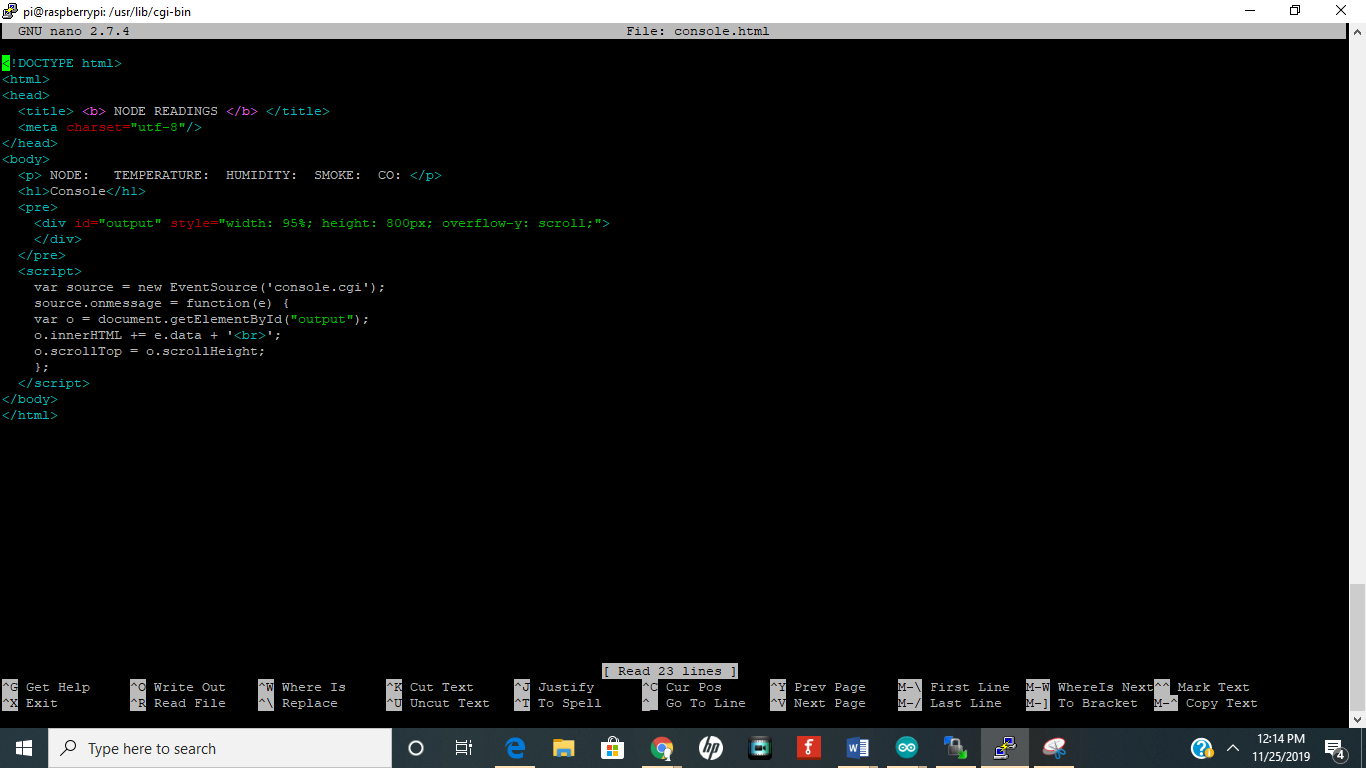 pi@raspberrypi: /usr/lib/cgi-bin
GNU nano 2.7.4 File: console.html
<!DOCTYPE html>
<html>
<head>
<title> <b> NODE READINGS </b> </title>
<meta charset="utf-8"/>
</head>
<body>
<p> NODE: TEMPERATURE: HUMIDITY: SMOKE: CO: </p>
<h1>Console</h1>
<pre>
<div id="output" style="width: 95%; height: 800px; overflow-y: scroll;">
</div>
</pre>
<script>
var source = new EventSource('console.cgi');
source.onmessage = function(e) {
var o = document.getElementById("output");
o.innerHTML += e.data + '<br>';
o.scrollTop = o.scrollHeight;
};
</script>
</body>
</html>
[ Read 23 lines ]
^G Get Help ^O Write Out ^W Where Is ^K Cut Text ^J Justify ^C Cur Pos ^Y Prev Page M-\ First Line M-W WhereIs Next ^^ Mark Text
^X Exit ^R Read File ^\ Replace ^U Uncut Text ^T To Spell ^_ Go To Line ^V Next Page M-/ Last Line M-] To Bracket M-^ Copy Text
Type here to search
12:14 PM
11/25/2019
4